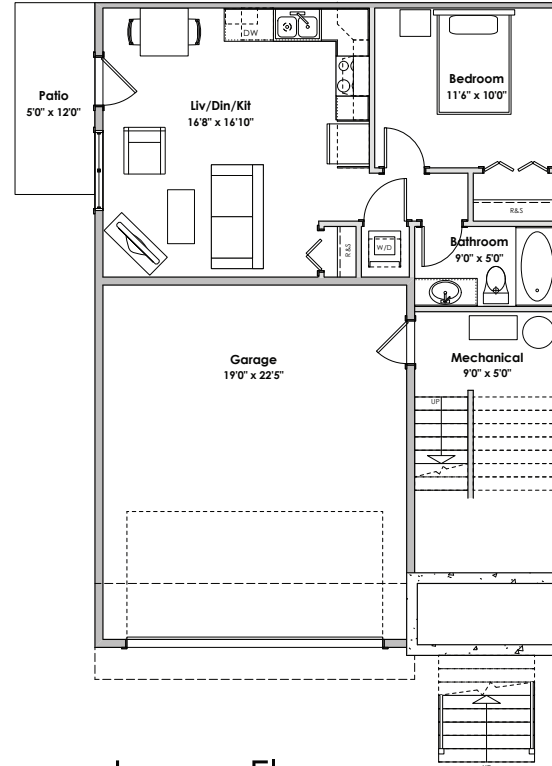 DW
Patio
5'0" x 12'0"
Liv/Din/Kit
16'8" x 16'10"
Bedroom
11'6" x 10'0"
R&S
R&S
W/D
Bathroom
9'0" x 5'0"
Garage
19'0" x 22'5"
Mechanical
9'0" x 5'0"
UP